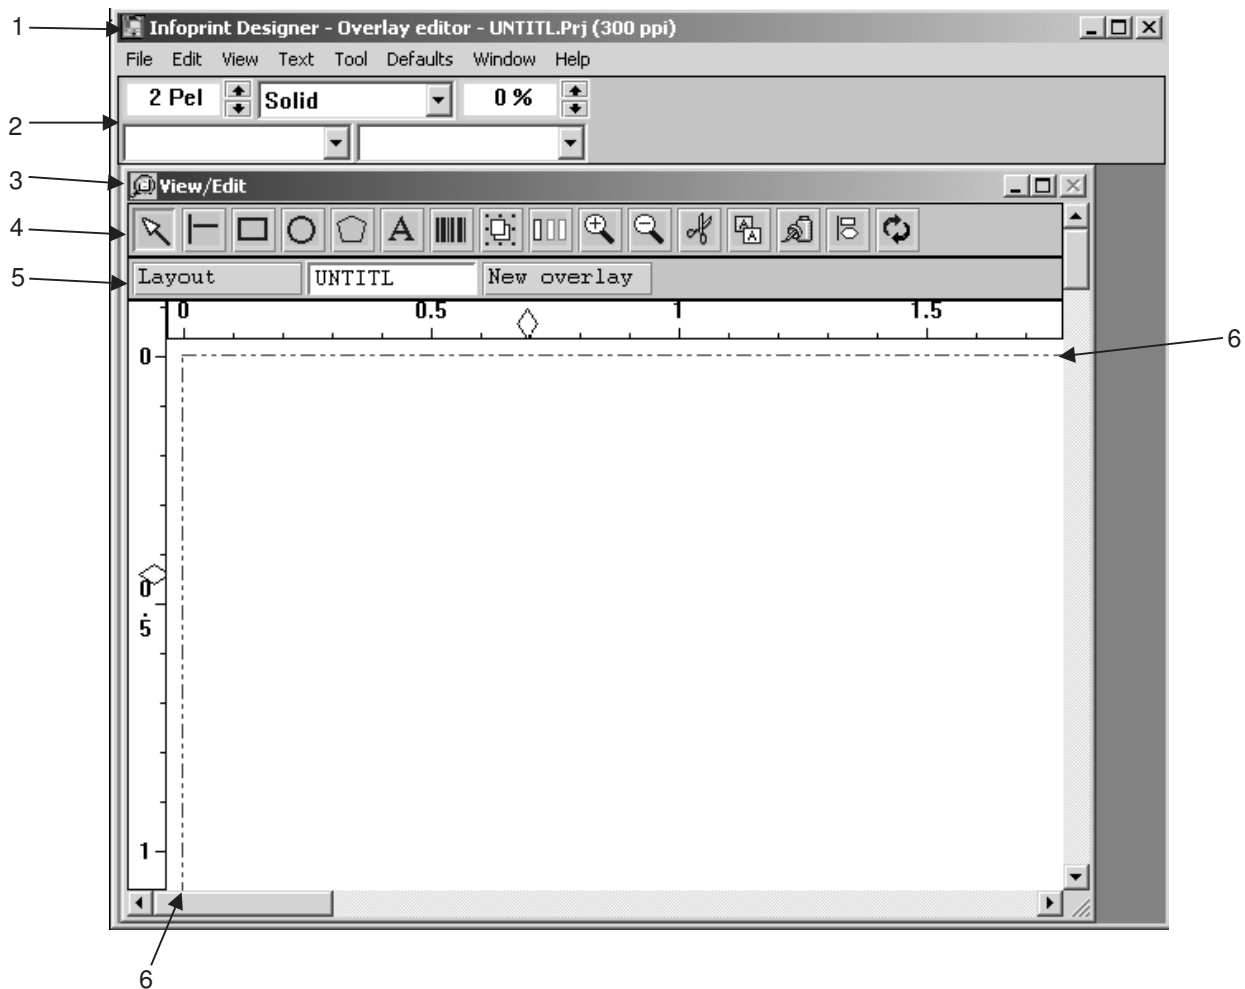 1
Infoprint Designer - Overlay editor - UNTITL.Prj (300 ppi)
File Edit View Text Tool Defaults Window Help
2 Pel Solid 0 %
2
3
View/Edit
4
A A A
5
Layout UNTITL New overlay
0 0.5 1 1.5
6
0
0.5
1
6